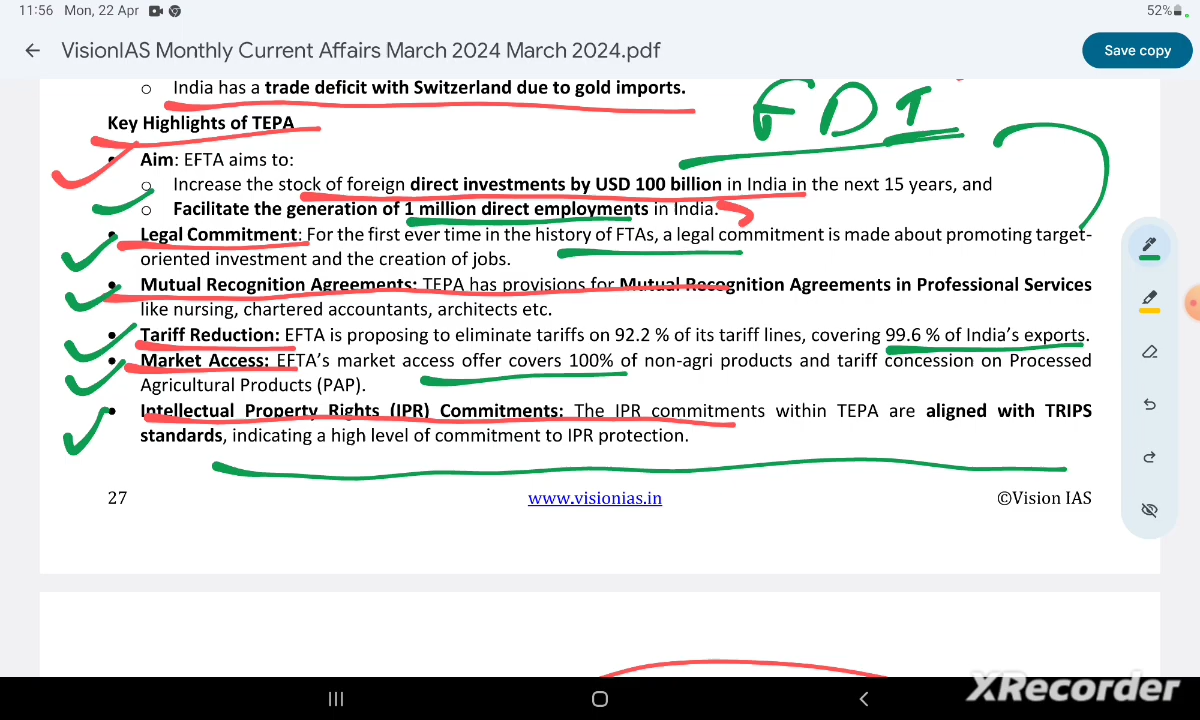 11:56 Mon, 22 Apr
52%
VisionIAS Monthly Current Affairs March 2024 March 2024.pdf
Save copy
o India has a trade deficit with Switzerland due to gold imports.
FDI
Key Highlights of TEPA
• Aim: EFTA aims to:
o Increase the stock of foreign direct investments by USD 100 billion in India in the next 15 years, and
o Facilitate the generation of 1 million direct employments in India.
• Legal Commitment: For the first ever time in the history of FTAs, a legal commitment is made about promoting target-
oriented investment and the creation of jobs.
• Mutual Recognition Agreements: TEPA has provisions for Mutual Recognition Agreements in Professional Services
like nursing, chartered accountants, architects etc.
• Tariff Reduction: EFTA is proposing to eliminate tariffs on 92.2 % of its tariff lines, covering 99.6 % of India's exports.
• Market Access: EFTA's market access offer covers 100% of non-agri products and tariff concession on Processed
Agricultural Products (PAP).
• Intellectual Property Rights (IPR) Commitments: The IPR commitments within TEPA are aligned with TRIPS
standards, indicating a high level of commitment to IPR protection.
27 www.visionias.in ©Vision IAS
XRecorder